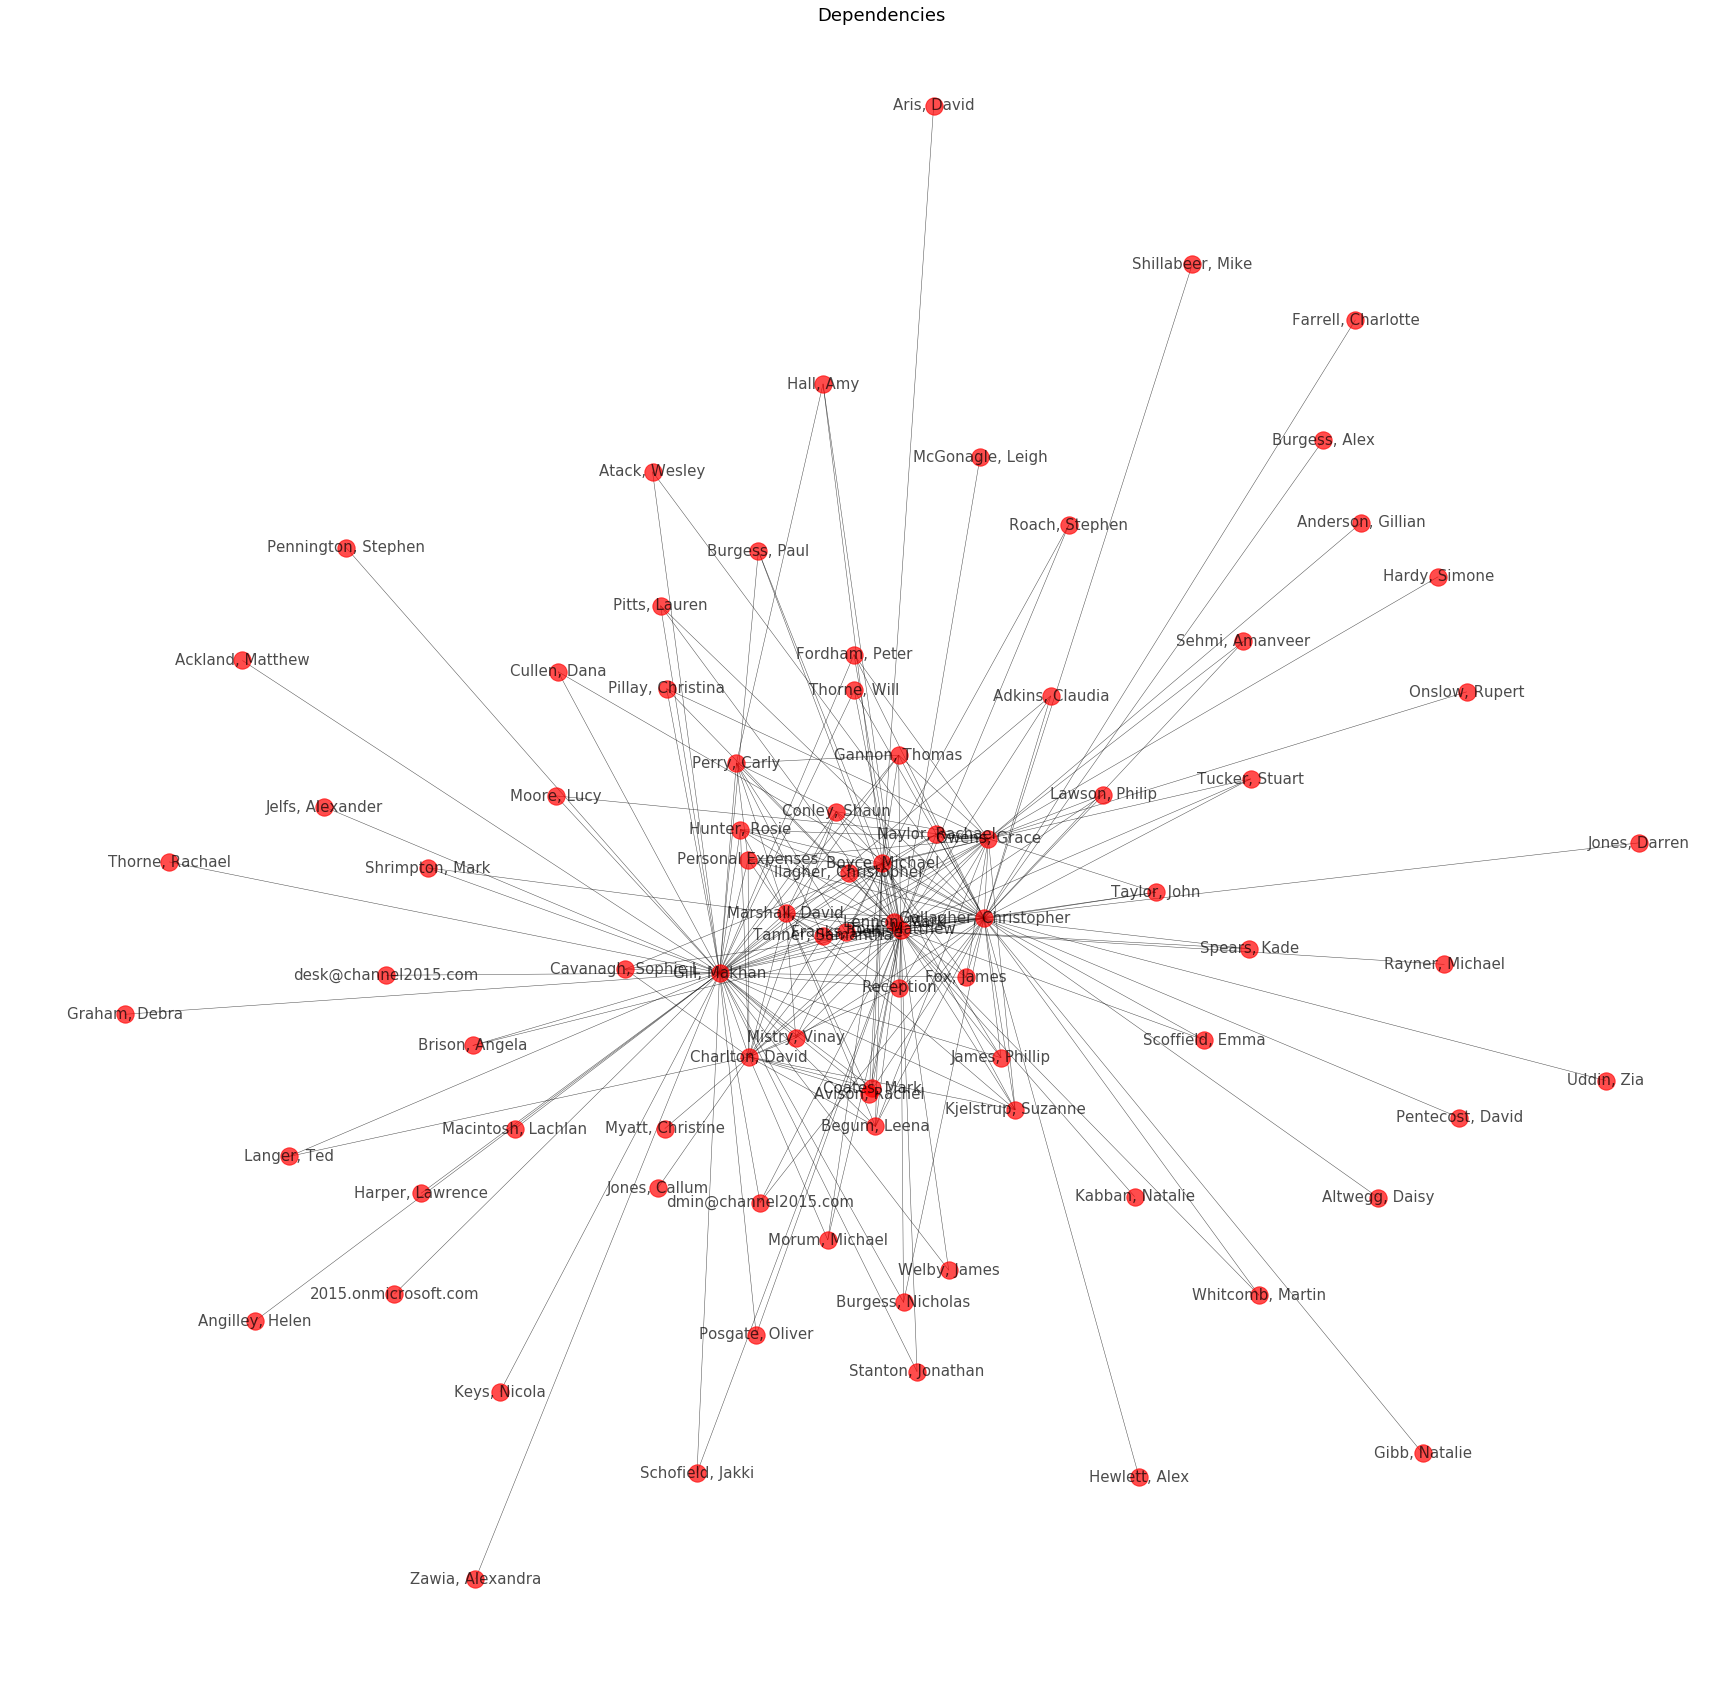 Dependencies
Aris, David
Shillabeer, Mike
Farrell, Charlotte
Hall, Amy
Burgess, Alex
McGonagle, Leigh
Atack, Wesley
Anderson, Gillian
Roach, Stephen
Pennington, Stephen
Burgess, Paul
Hardy, Simone
Pitts, Lauren
Sehmi, Amanveer
Fordham, Peter
Ackland, Matthew
Cullen, Dana
Pillay, Christina
Thorne, Will
Adkins, Claudia
Onslow, Rupert
Gannon, Thomas
Perry, Carly
Tucker, Stuart
Moore, Lucy
Lawson, Philip
Jelfs, Alexander
Conley, Shaun
Hunter, Rosie
Naylor, Rachael
Owens, Grace
Jones, Darren
Personal Expenses
Thorne, Rachael
Boyce, Michael
Shrimpton, Mark
llagher, Christopher
Taylor, John
Marshall, David
Gallagher, Christopher
Lennon, Mark
Tanner, Samantha
Matthew
Spears, Kade
Rayner, Michael
Cavanagh, Sophie L
Gill, Makhan
desk@channel2015.com
Fox, James
Reception
Graham, Debra
Mistry, Vinay
Scoffield, Emma
Brison, Angela
Charlton, David
James, Phillip
Uddin, Zia
Coates, Mark
Avison, Rachel
Kjelstrup, Suzanne
Pentecost, David
Begum, Leena
Macintosh, Lachlan
Myatt, Christine
Langer, Ted
Jones, Callum
Harper, Lawrence
Kabban, Natalie
Altwegg, Daisy
dmin@channel2015.com
Morum, Michael
Welby, James
2015.onmicrosoft.com
Whitcomb, Martin
Burgess, Nicholas
Angilley, Helen
Posgate, Oliver
Stanton, Jonathan
Keys, Nicola
Gibb, Natalie
Schofield, Jakki
Hewlett, Alex
Zawia, Alexandra